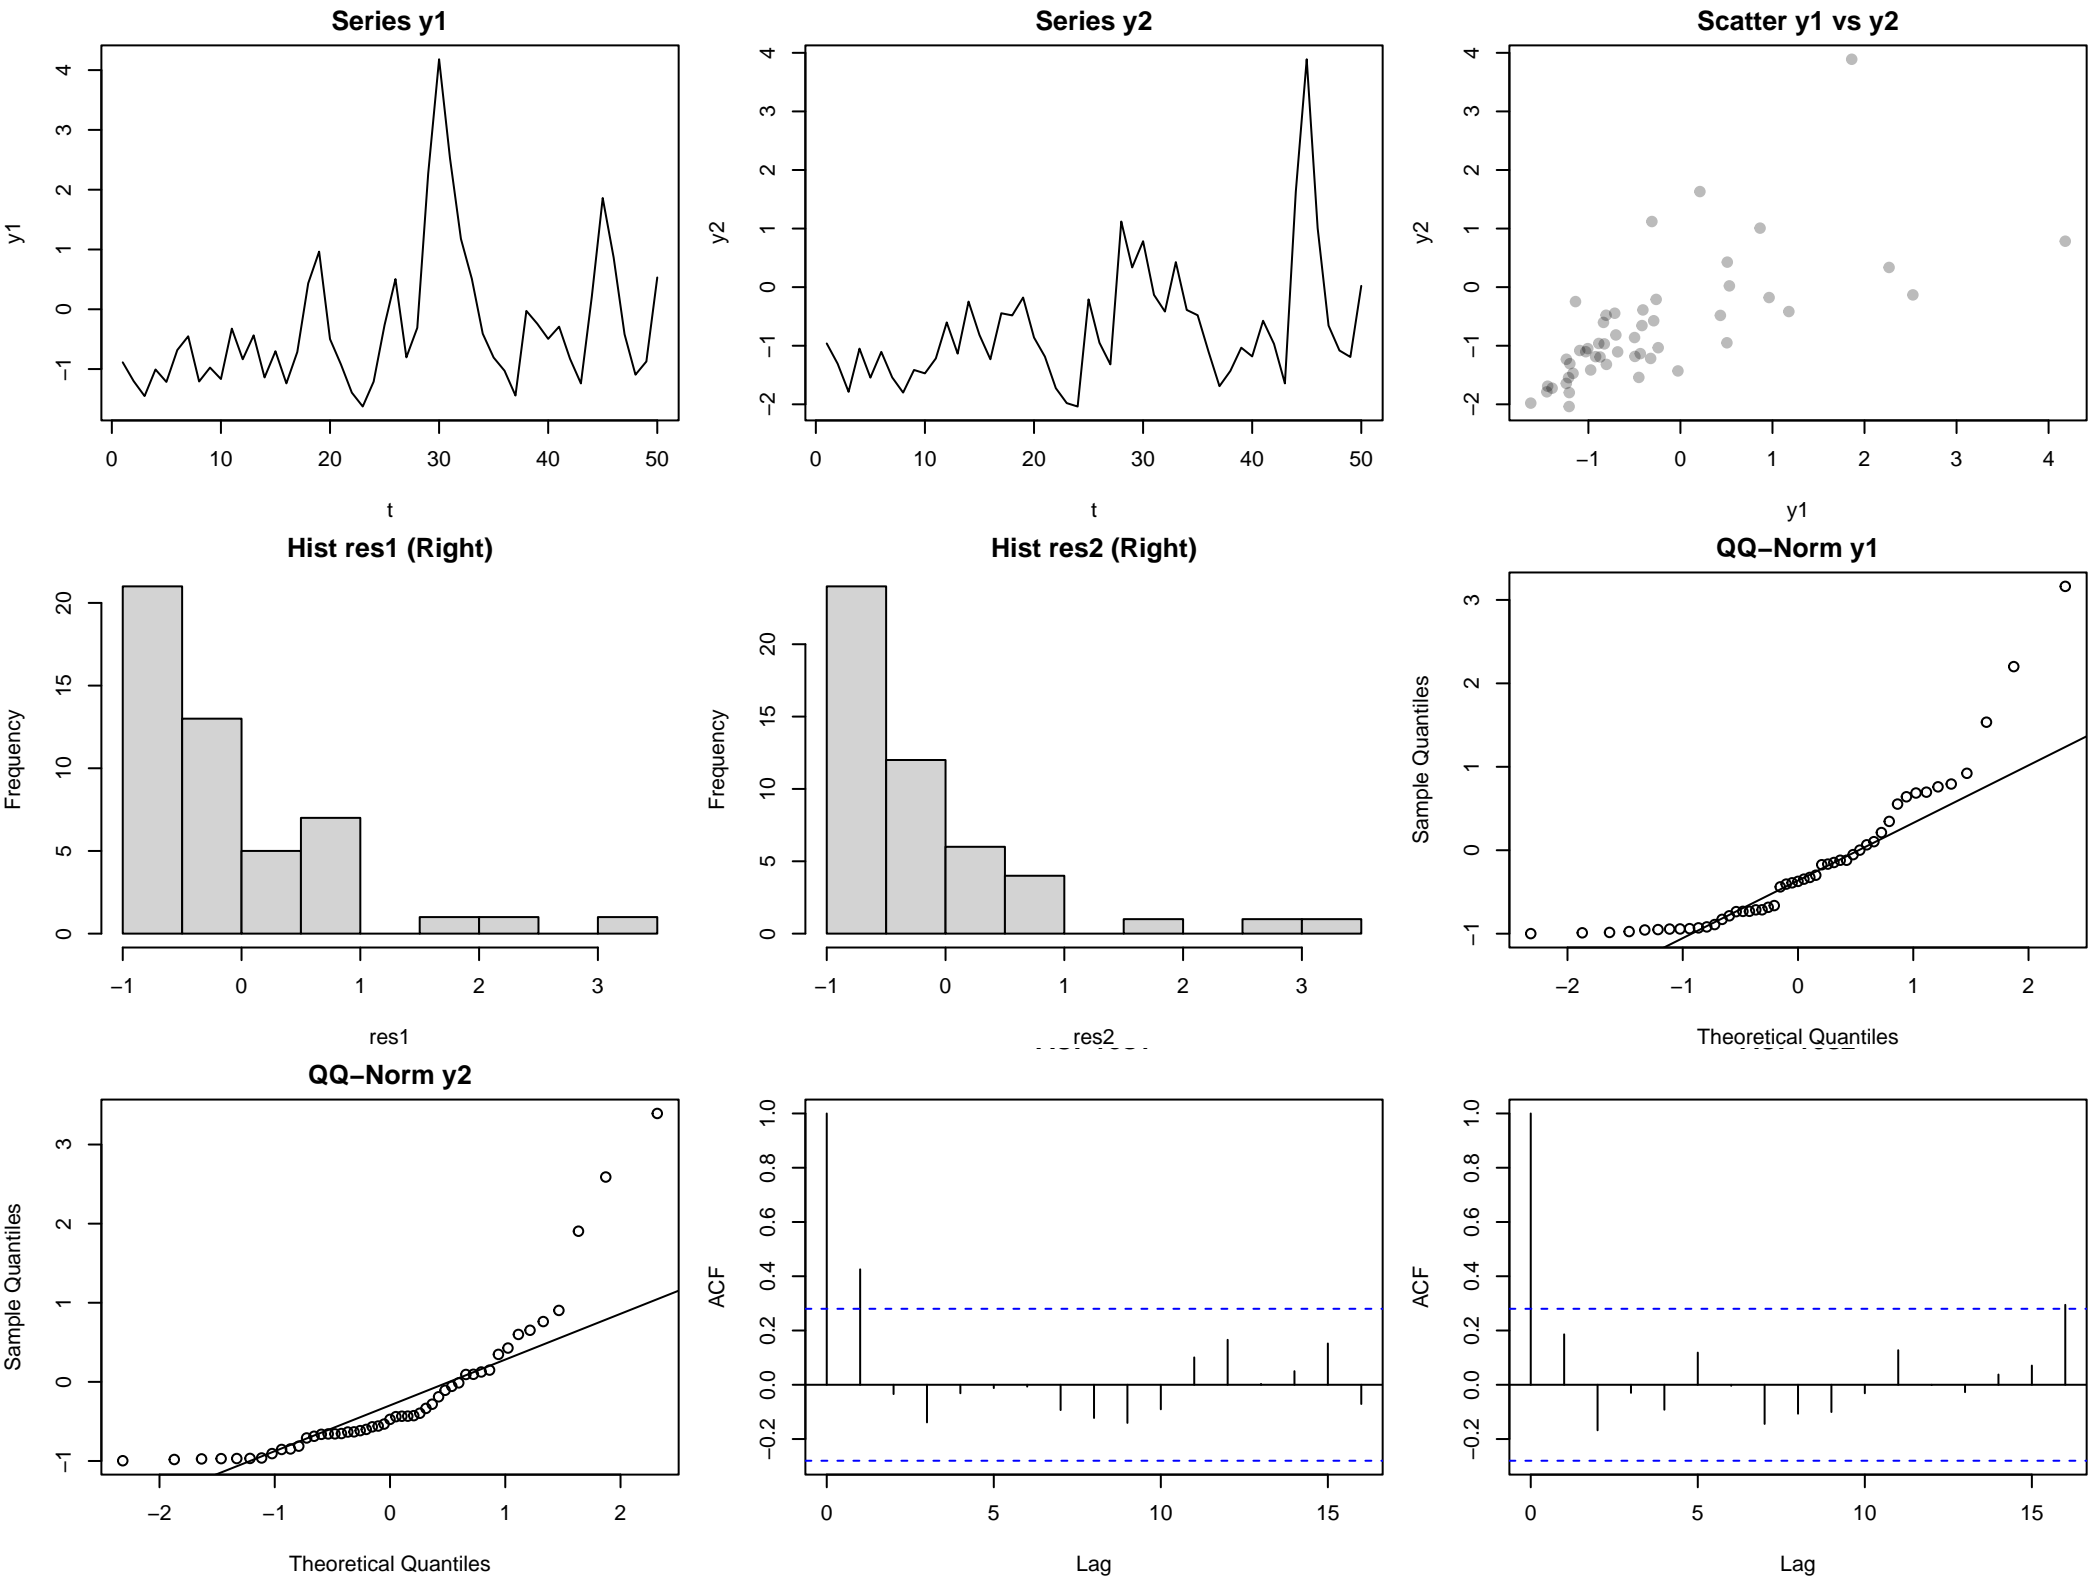 Series y1
y1
4
3
2
1
0
−1
0 10 20 30 40 50
t
Series y2
y2
4
3
2
1
0
−1
−2
0 10 20 30 40 50
t
Scatter y1 vs y2
y2
4
3
2
1
0
−1
−2
−1 0 1 2 3 4
y1
Hist res1 (Right)
Frequency
20
15
10
5
0
−1 0 1 2 3
res1
Hist res2 (Right)
Frequency
20
15
10
5
0
−1 0 1 2 3
res2
QQ−Norm y1
Sample Quantiles
3
2
1
0
−1
−2 −1 0 1 2
Theoretical Quantiles
QQ−Norm y2
Sample Quantiles
3
2
1
0
−1
−2 −1 0 1 2
Theoretical Quantiles
ACF
1.0
0.8
0.6
0.4
0.2
0.0
−0.2
0 5 10 15
Lag
ACF
1.0
0.8
0.6
0.4
0.2
0.0
−0.2
0 5 10 15
Lag